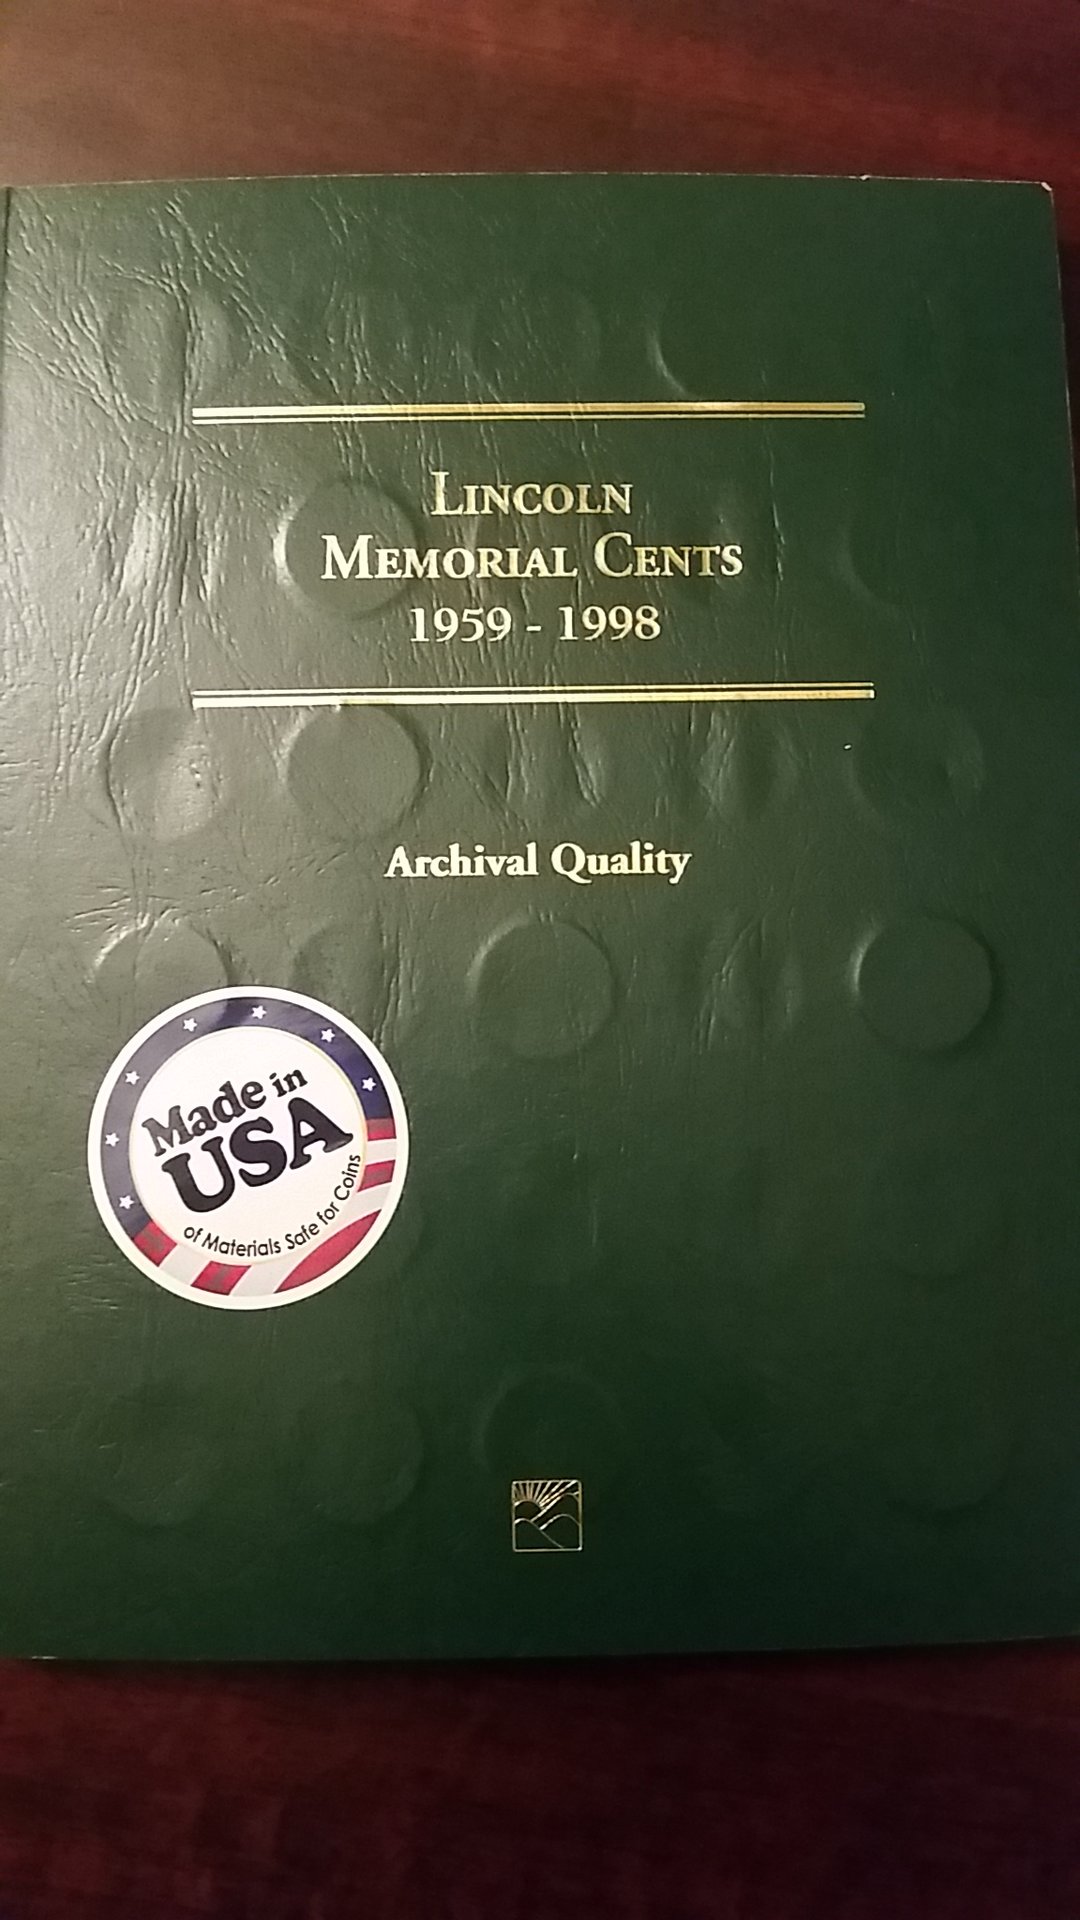 LINCOLN
MEMORIAL CENTS
1959 - 1998
Archival Quality
Made in
USA
of Materials Safe for Coins